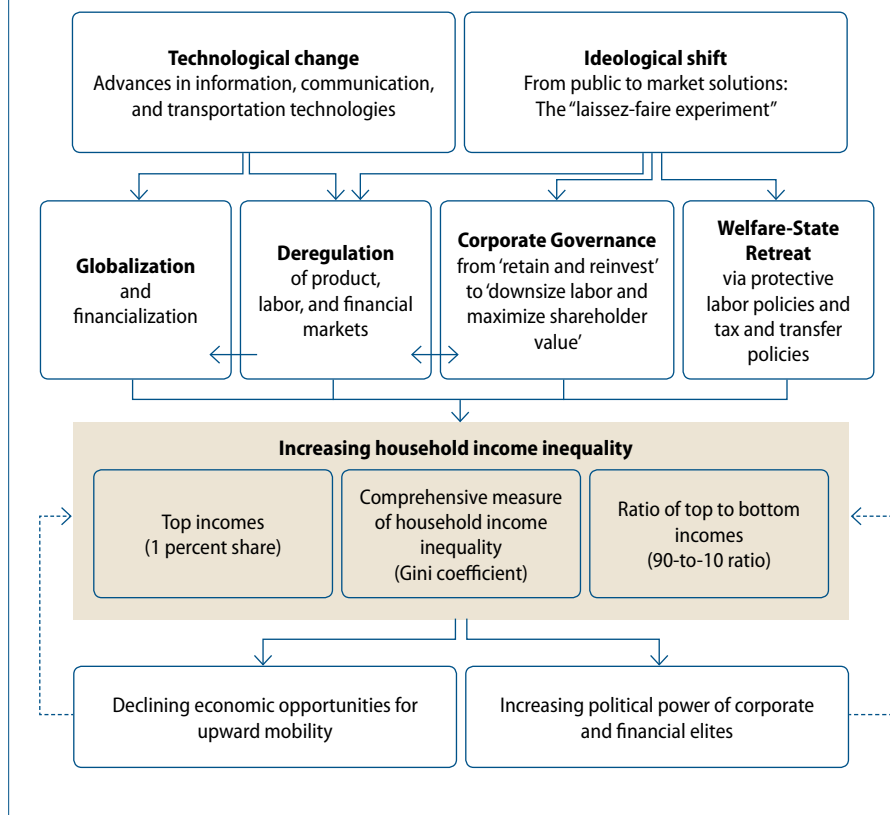 Technological change
Advances in information, communication,
and transportation technologies
Ideological shift
From public to market solutions:
The “laissez-faire experiment”
Globalization
and
financialization
Deregulation
of product,
labor, and financial
markets
Corporate Governance
from ‘retain and reinvest’
to ‘downsize labor and
maximize shareholder
value’
Welfare-State
Retreat
via protective
labor policies and
tax and transfer
policies
Increasing household income inequality
Top incomes
(1 percent share)
Comprehensive measure
of household income
inequality
(Gini coefficient)
Ratio of top to bottom
incomes
(90-to-10 ratio)
Declining economic opportunities for
upward mobility
Increasing political power of corporate
and financial elites